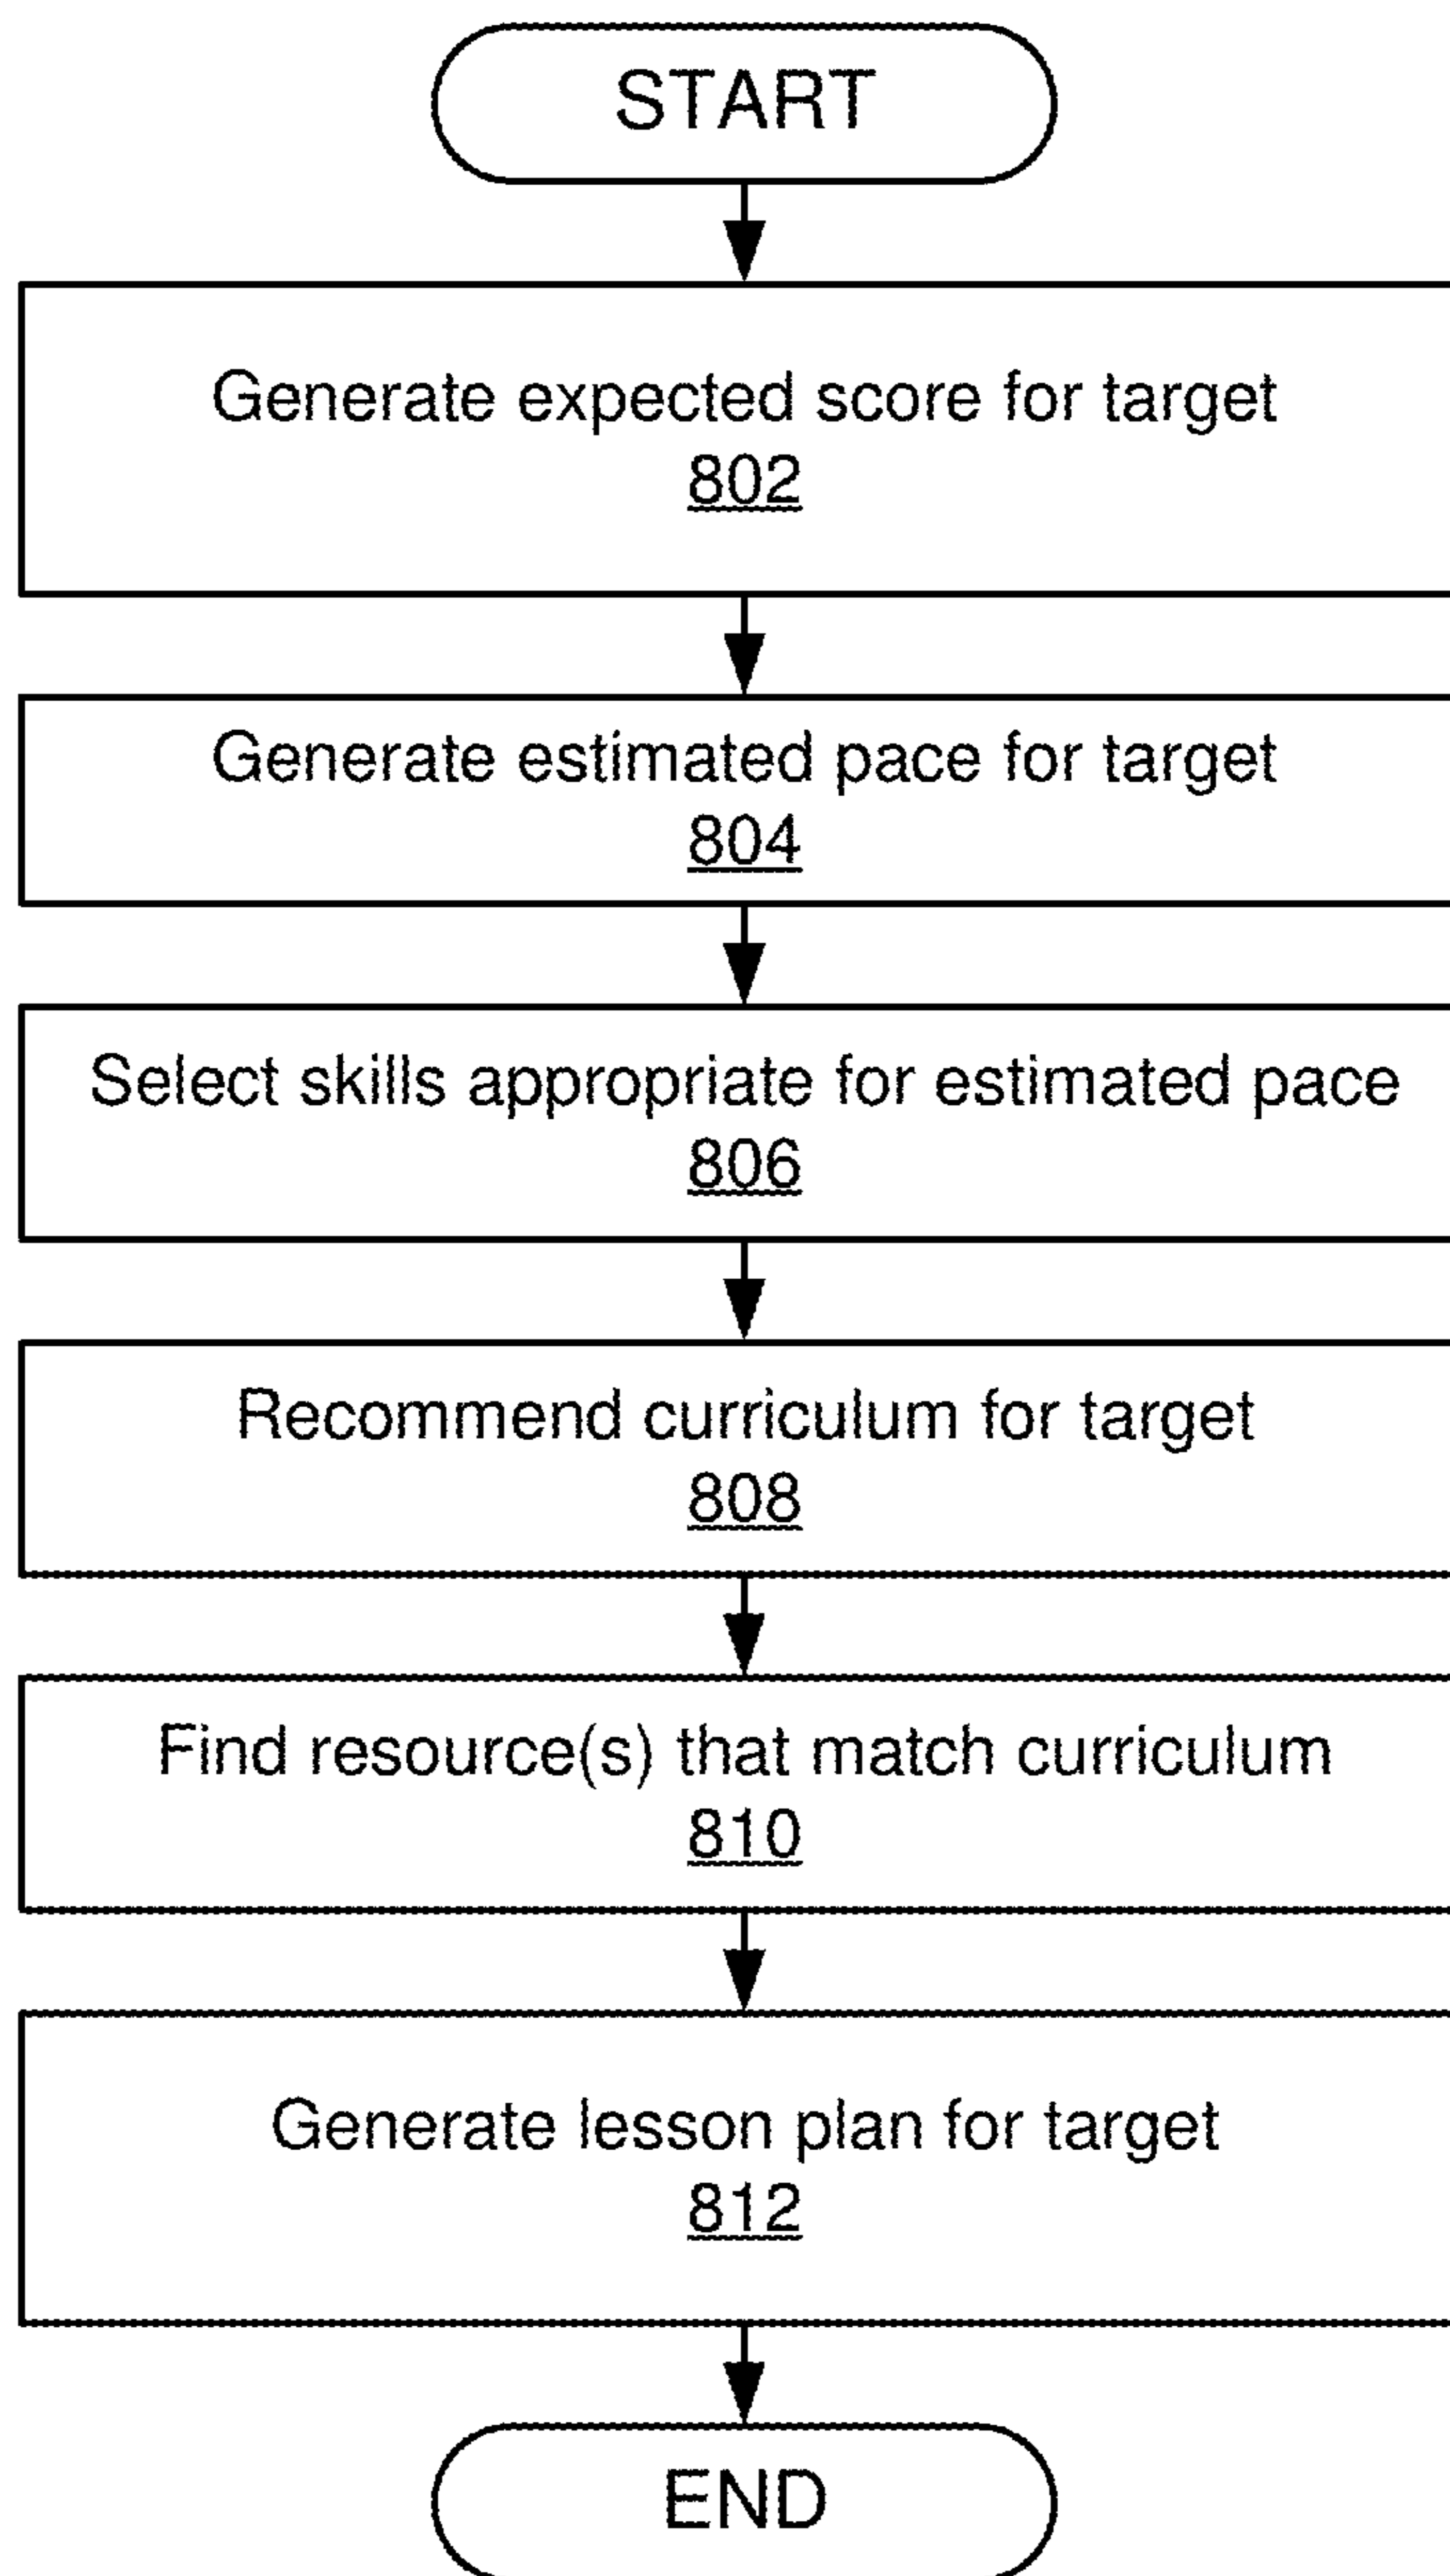 START
Generate expected score for target
802
Generate estimated pace for target
804
Select skills appropriate for estimated pace
806
Recommend curriculum for target
808
Find resource(s) that match curriculum
810
Generate lesson plan for target
812
END